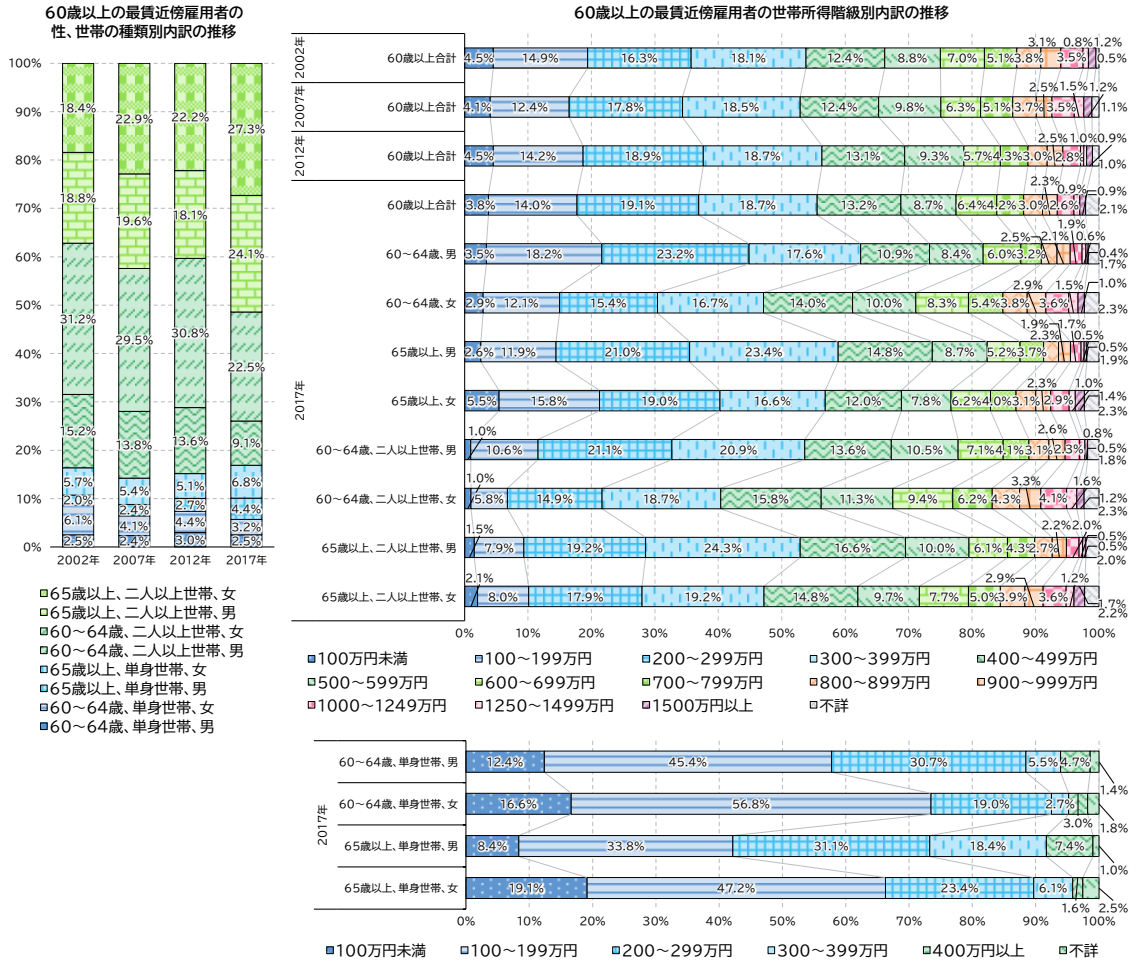 60歳以上の最賃近傍雇用者の
性、世帯の種類別内訳の推移
100%
90%
80%
70%
60%
50%
40%
30%
20%
10%
0%
18.4%
22.9%
22.2%
27.3%
18.8%
19.6%
18.1%
24.1%
31.2%
29.5%
30.8%
22.5%
15.2%
13.8%
13.6%
9.1%
5.7%
5.4%
5.1%
6.8%
2.0%
2.4%
2.7%
4.4%
6.1%
4.1%
4.4%
3.2%
2.5%
2.4%
3.0%
2.5%
2002年 2007年 2012年 2017年
65歳以上、二人以上世帯、女
65歳以上、二人以上世帯、男
60～64歳、二人以上世帯、女
60～64歳、二人以上世帯、男
65歳以上、単身世帯、女
65歳以上、単身世帯、男
60～64歳、単身世帯、女
60～64歳、単身世帯、男
60歳以上の最賃近傍雇用者の世帯所得階級別内訳の推移
2002年
60歳以上合計 4.5% 14.9% 16.3% 18.1% 12.4% 8.8% 7.0% 5.1% 3.8% 3.1% 3.5% 0.8% 1.2% 0.5%
2007年
60歳以上合計 4.1% 12.4% 17.8% 18.5% 12.4% 9.8% 6.3% 5.1% 3.7% 2.5% 3.5% 1.5% 1.2% 1.1%
2012年
60歳以上合計 4.5% 14.2% 18.9% 18.7% 13.1% 9.3% 5.7% 4.3% 3.0% 2.5% 2.8% 1.0% 0.9% 1.0%
2017年
60歳以上合計 3.8% 14.0% 19.1% 18.7% 13.2% 8.7% 6.4% 4.2% 3.0% 2.3% 2.6% 0.9% 0.9% 2.1%
60～64歳、男 3.5% 18.2% 23.2% 17.6% 10.9% 8.4% 6.0% 3.2% 2.5% 2.1% 1.9% 0.6% 0.4% 1.7%
60～64歳、女 2.9% 12.1% 15.4% 16.7% 14.0% 10.0% 8.3% 5.4% 3.8% 2.9% 3.6% 1.5% 1.0% 2.3%
65歳以上、男 2.6% 11.9% 21.0% 23.4% 14.8% 8.7% 5.2% 3.7% 2.3% 1.9% 1.7% 0.5% 0.5% 1.9%
65歳以上、女 5.5% 15.8% 19.0% 16.6% 12.0% 7.8% 6.2% 4.0% 3.1% 2.3% 2.9% 1.0% 1.4% 2.3%
60～64歳、二人以上世帯、男 1.0% 10.6% 21.1% 20.9% 13.6% 10.5% 7.1% 4.1% 3.1% 2.6% 2.3% 0.8% 0.5% 1.8%
60～64歳、二人以上世帯、女 1.0% 5.8% 14.9% 18.7% 15.8% 11.3% 9.4% 6.2% 4.3% 3.3% 4.1% 1.6% 1.2% 2.3%
65歳以上、二人以上世帯、男 1.5% 7.9% 19.2% 24.3% 16.6% 10.0% 6.1% 4.3% 2.7% 2.2% 2.0% 0.5% 0.5% 2.0%
65歳以上、二人以上世帯、女 2.1% 8.0% 17.9% 19.2% 14.8% 9.7% 7.7% 5.0% 3.9% 2.9% 3.6% 1.2% 1.7% 2.2%
0% 10% 20% 30% 40% 50% 60% 70% 80% 90% 100%
100万円未満 100～199万円 200～299万円 300～399万円 400～499万円
500～599万円 600～699万円 700～799万円 800～899万円 900～999万円
1000～1249万円 1250～1499万円 1500万円以上 不詳
2017年
60～64歳、単身世帯、男 12.4% 45.4% 30.7% 5.5% 4.7% 1.4%
60～64歳、単身世帯、女 16.6% 56.8% 19.0% 2.7% 3.0% 1.8%
65歳以上、単身世帯、男 8.4% 33.8% 31.1% 18.4% 7.4% 1.0%
65歳以上、単身世帯、女 19.1% 47.2% 23.4% 6.1% 1.6% 2.5%
0% 10% 20% 30% 40% 50% 60% 70% 80% 90% 100%
100万円未満 100～199万円 200～299万円 300～399万円 400万円以上 不詳